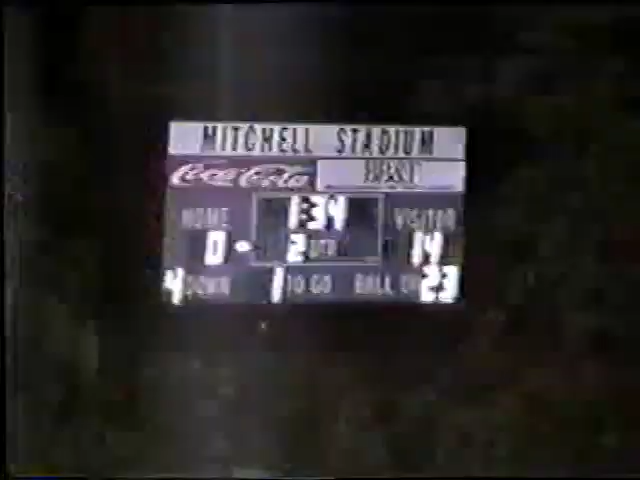 MITCHELL STADIUM
Coca-Cola
1:34
HOME VISITOR
0 2 QTR 14
4 DOWN 1 TO GO BALL ON 23